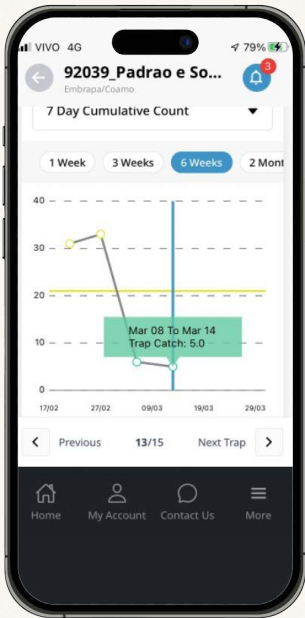 VIVO 4G
79%
92039_Padrao e So...
3
Embrapa/Coamo
7 Day Cumulative Count
1 Week 3 Weeks 6 Weeks 2 Mont
40
30
20
Mar 08 To Mar 14
10
Trap Catch: 5.0
0
17/02 27/02 09/03 19/03 29/03
Previous 13/15 Next Trap
Home My Account Contact Us More